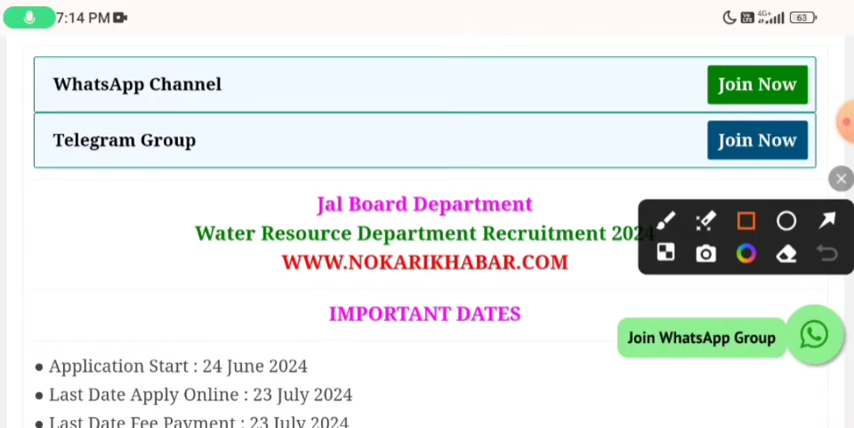 7:14 PM
4G+
63
WhatsApp Channel
Join Now
Telegram Group
Join Now
Jal Board Department
Water Resource Department Recruitment 2024
WWW.NOKARIKHABAR.COM
IMPORTANT DATES
Join WhatsApp Group
• Application Start : 24 June 2024
• Last Date Apply Online : 23 July 2024
• Last Date Fee Payment : 23 July 2024